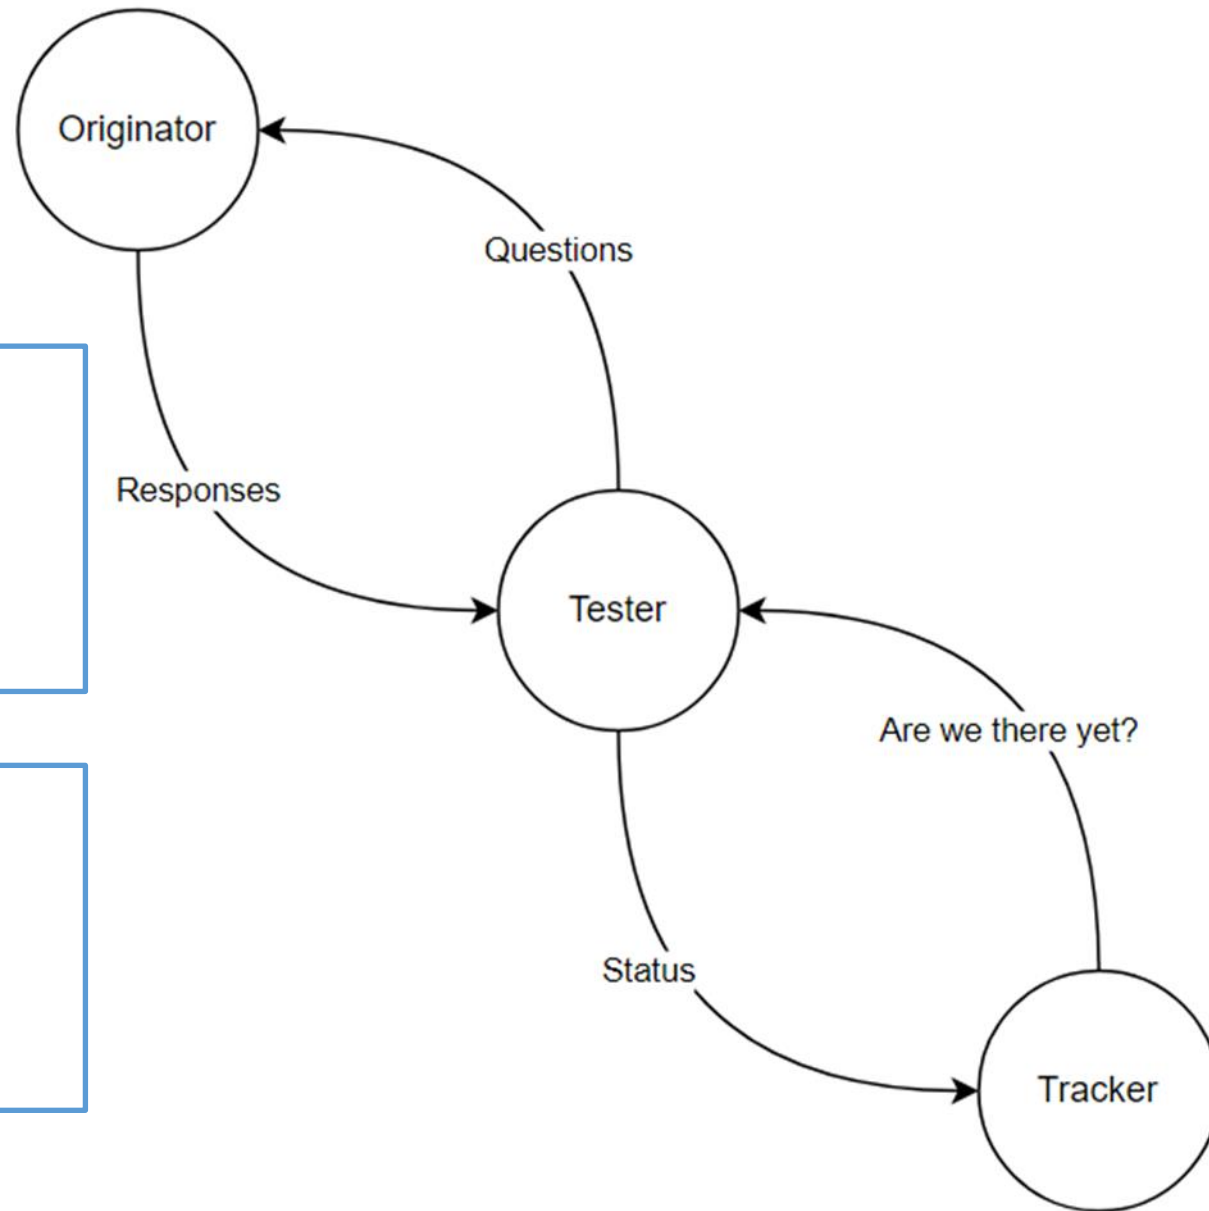 Originator
Questions
Responses
Tester
Are we there yet?
Status
Tracker